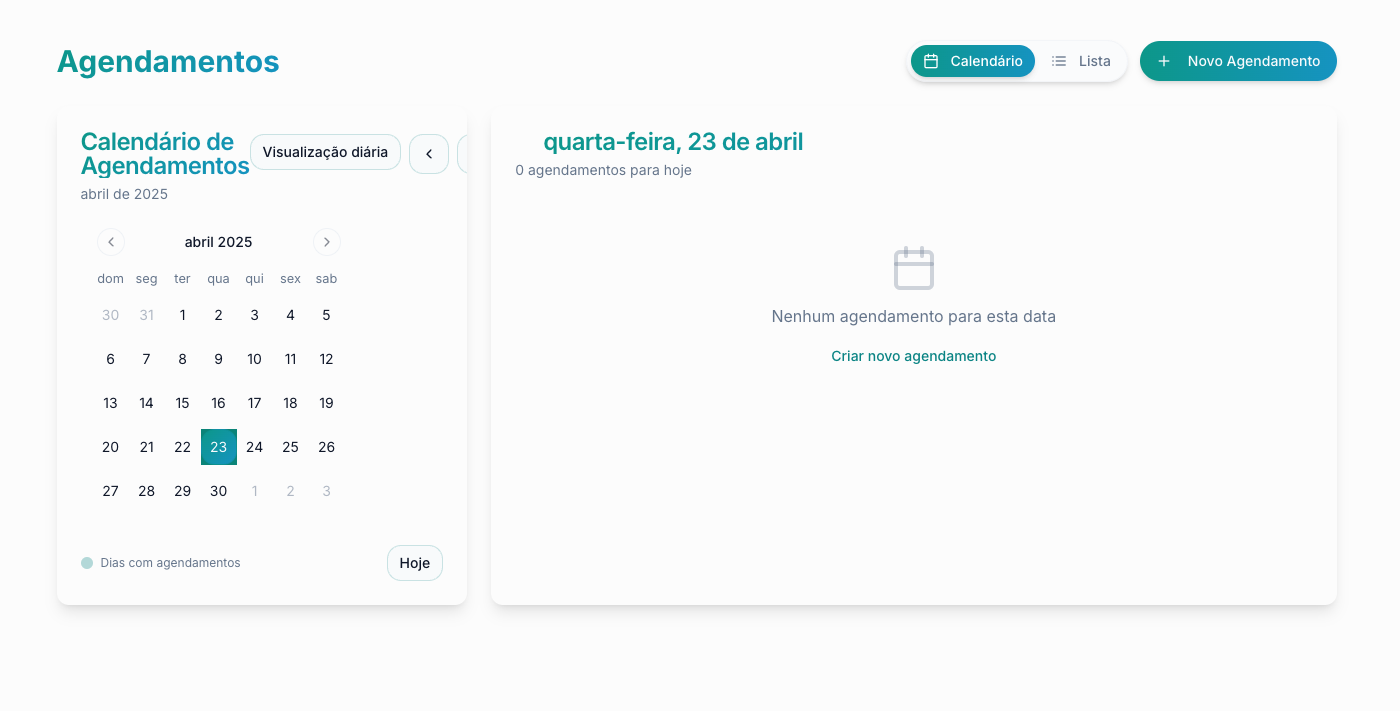 Agendamentos
Calendário
Lista
Novo Agendamento
Calendário de
Agendamentos
Visualização diária
abril de 2025
abril 2025
dom seg ter qua qui sex sab
30 31 1 2 3 4 5
6 7 8 9 10 11 12
13 14 15 16 17 18 19
20 21 22 23 24 25 26
27 28 29 30 1 2 3
Dias com agendamentos
Hoje
quarta-feira, 23 de abril
0 agendamentos para hoje
Nenhum agendamento para esta data
Criar novo agendamento